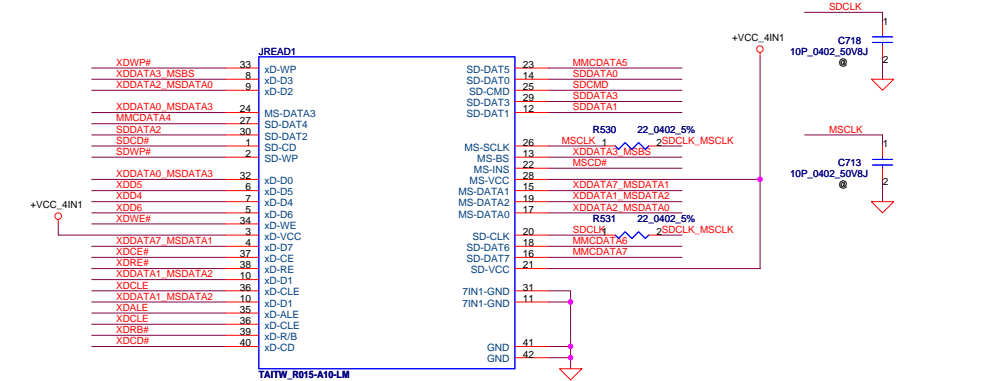 SDCLK
1
C718
10P_0402_50V8J
@
2
+VCC_4IN1
JREAD1
XDWP# 33 xD-WP
XDDATA3_MSBS 8 xD-D3
XDDATA2_MSDATA0 9 xD-D2
XDDATA0_MSDATA3 24 MS-DATA3
MMCDATA4 27 SD-DAT4
SDDATA2 30 SD-DAT2
SDCD# 1 SD-CD
SDWP# 2 SD-WP
XDDATA0_MSDATA3 32 xD-D0
XDD5 6 xD-D5
XDD4 7 xD-D4
XDD6 5 xD-D6
XDWE# 34 xD-WE
+VCC_4IN1
3 xD-VCC
XDDATA7_MSDATA1 4 xD-D7
XDCE# 37 xD-CE
XDRE# 38 xD-RE
XDDATA1_MSDATA2 10 xD-D1
XDCLE 36 xD-CLE
XDDATA1_MSDATA2 10 xD-D1
XDALE 35 xD-ALE
XDCLE 36 xD-CLE
XDRB# 39 xD-R/B
XDCD# 40 xD-CD
SD-DAT5 23 MMCDATA5
SD-DAT0 14 SDDATA0
SD-CMD 25 SDCMD
SD-DAT3 29 SDDATA3
SD-DAT1 12 SDDATA1
R530 22_0402_5%
MS-SCLK 26 MSCLK 1 2 SDCLK_MSCLK
MS-BS 13 XDDATA3_MSBS
MS-INS 22 MSCD#
MS-VCC 28
MS-DATA1 15 XDDATA7_MSDATA1
MS-DATA2 19 XDDATA1_MSDATA2
MS-DATA0 17 XDDATA2_MSDATA0
R531 22_0402_5%
SD-CLK 20 SDCLK 1 2 SDCLK_MSCLK
SD-DAT6 18 MMCDATA6
SD-DAT7 16 MMCDATA7
SD-VCC 21
7IN1-GND 31
7IN1-GND 11
GND 41
GND 42
TAITW_R015-A10-LM
MSCLK
1
C713
10P_0402_50V8J
@
2